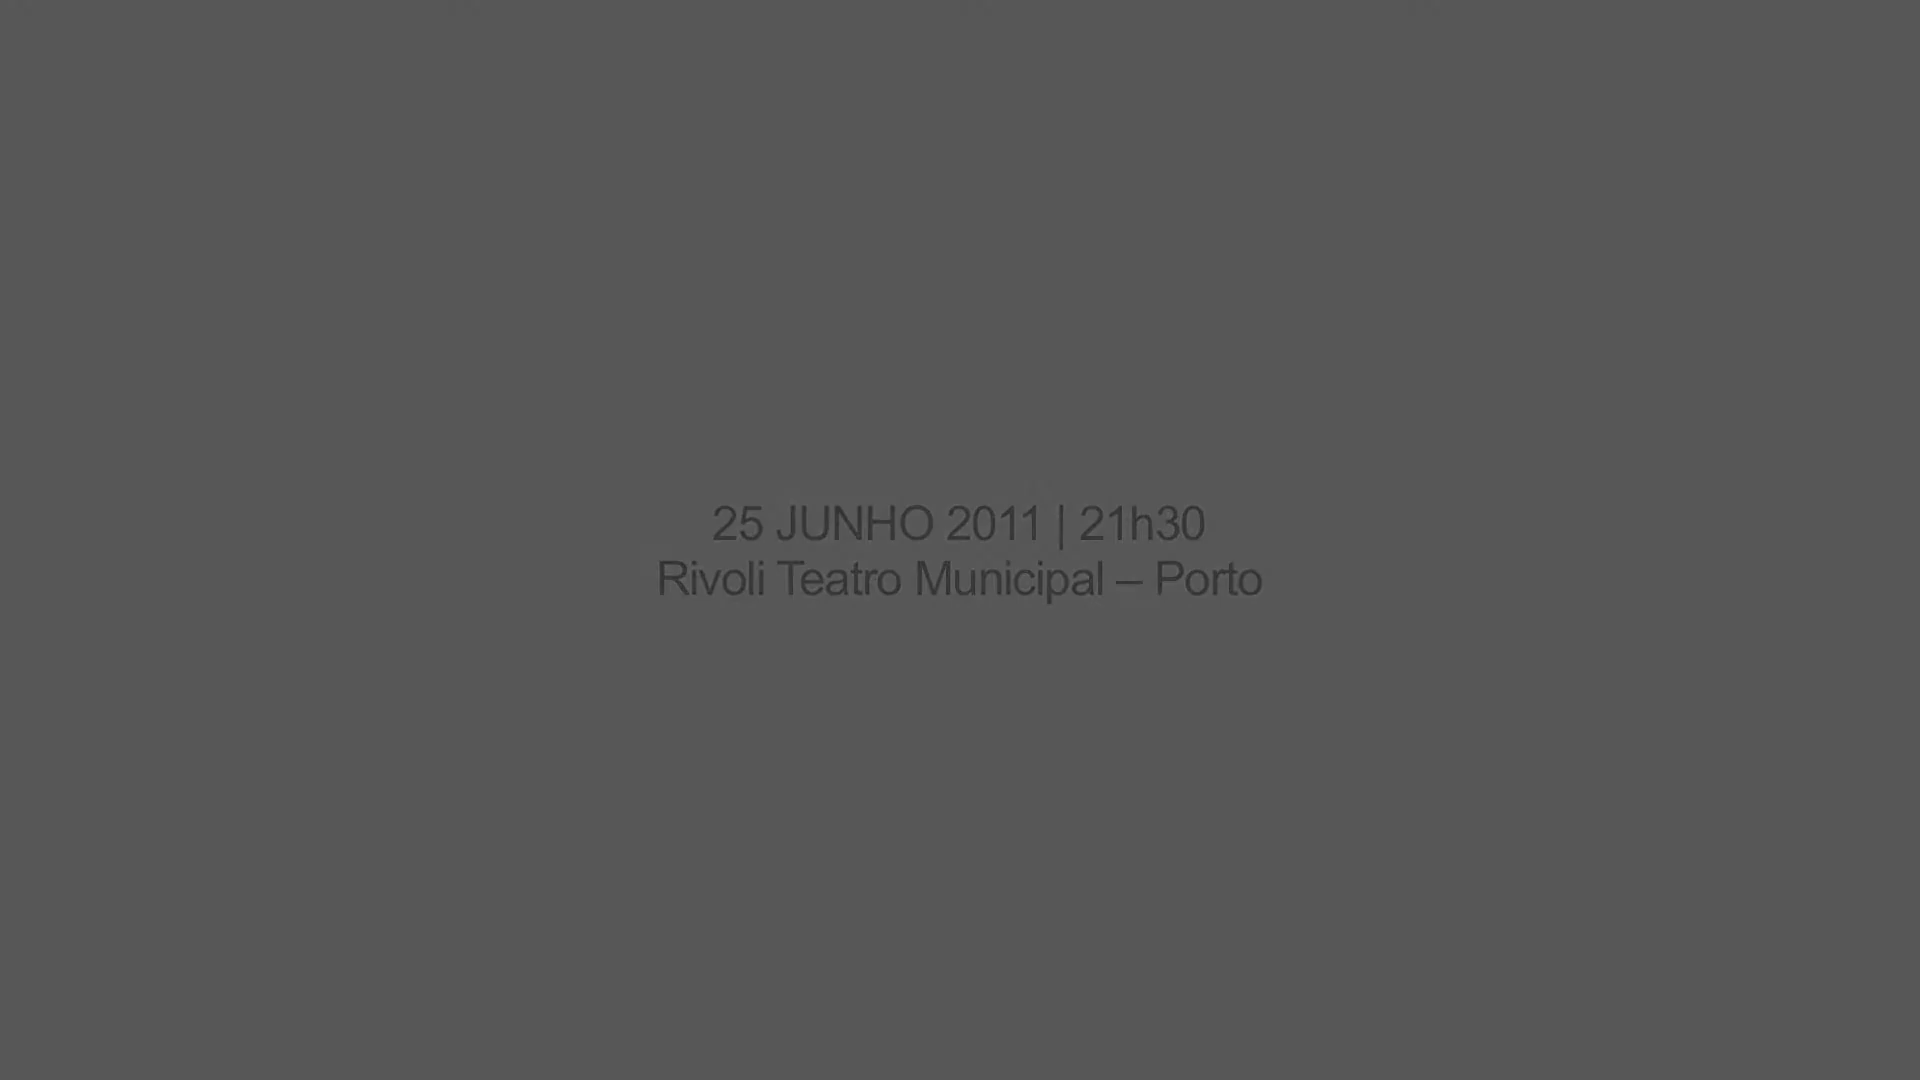 25 JUNHO 2011 | 21h30
Rivoli Teatro Municipal – Porto